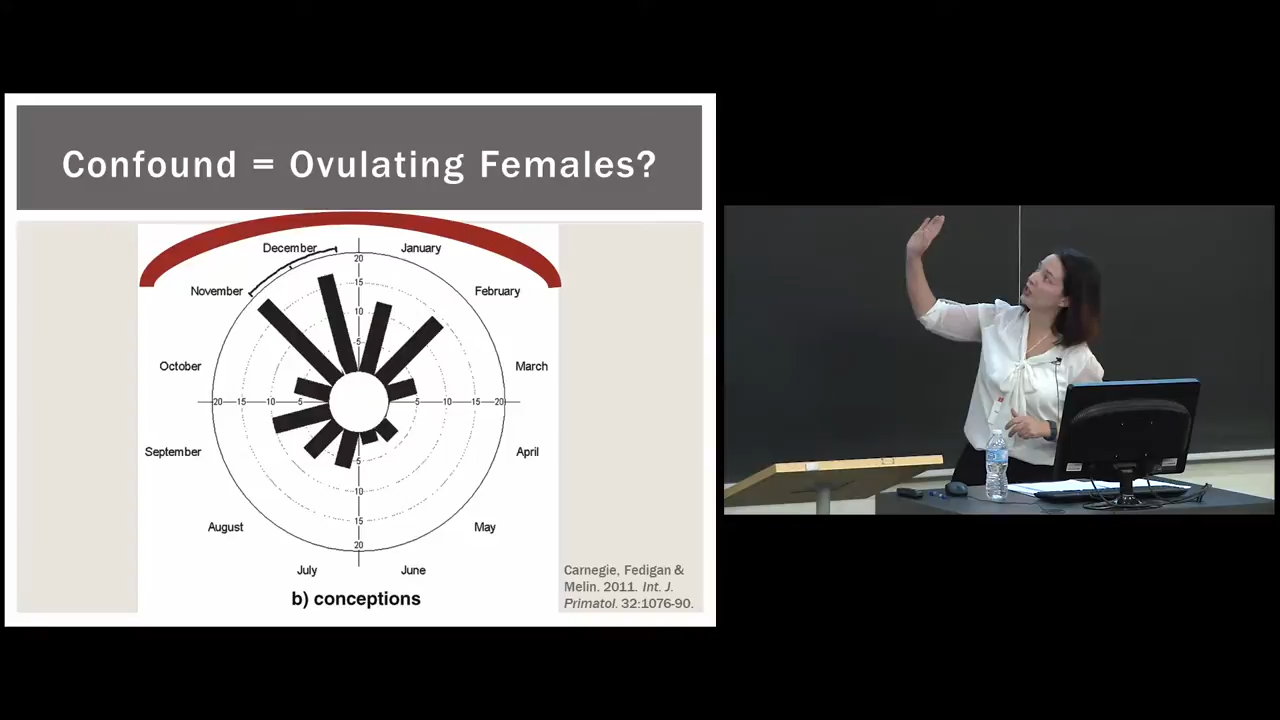 Confound = Ovulating Females?
December
January
November
February
October
March
September
April
August
May
July
June
20
15
10
5
20 15 10 5
5 10 15 20
5
10
15
20
b) conceptions
Carnegie, Fedigan &
Melin. 2011. Int. J.
Primatol. 32:1076-90.